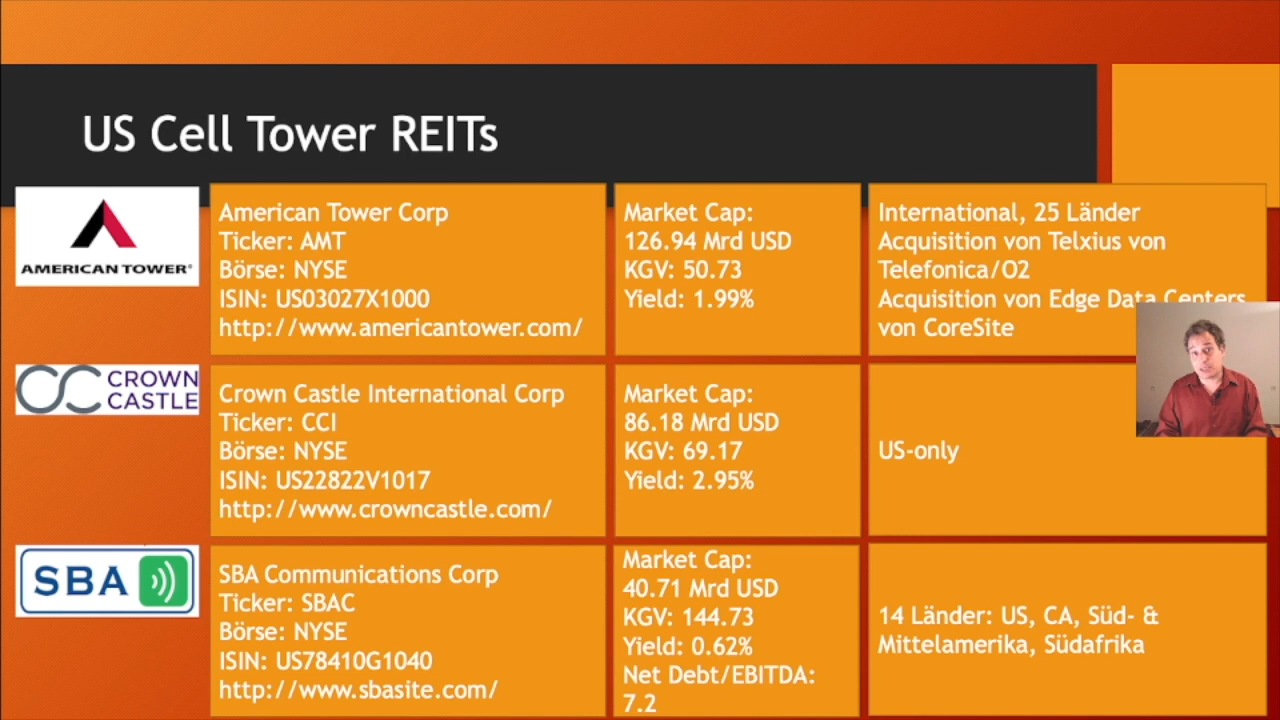 US Cell Tower REITs
AMERICAN TOWER®
American Tower Corp
Ticker: AMT
Börse: NYSE
ISIN: US03027X1000
http://www.americantower.com/
Market Cap:
126.94 Mrd USD
KGV: 50.73
Yield: 1.99%
International, 25 Länder
Acquisition von Telxius von
Telefonica/O2
Acquisition von Edge Data Centers
von CoreSite
CROWN
CASTLE
Crown Castle International Corp
Ticker: CCI
Börse: NYSE
ISIN: US22822V1017
http://www.crowncastle.com/
Market Cap:
86.18 Mrd USD
KGV: 69.17
Yield: 2.95%
US-only
SBA
SBA Communications Corp
Ticker: SBAC
Börse: NYSE
ISIN: US78410G1040
http://www.sbasite.com/
Market Cap:
40.71 Mrd USD
KGV: 144.73
Yield: 0.62%
Net Debt/EBITDA:
7.2
14 Länder: US, CA, Süd- &
Mittelamerika, Südafrika